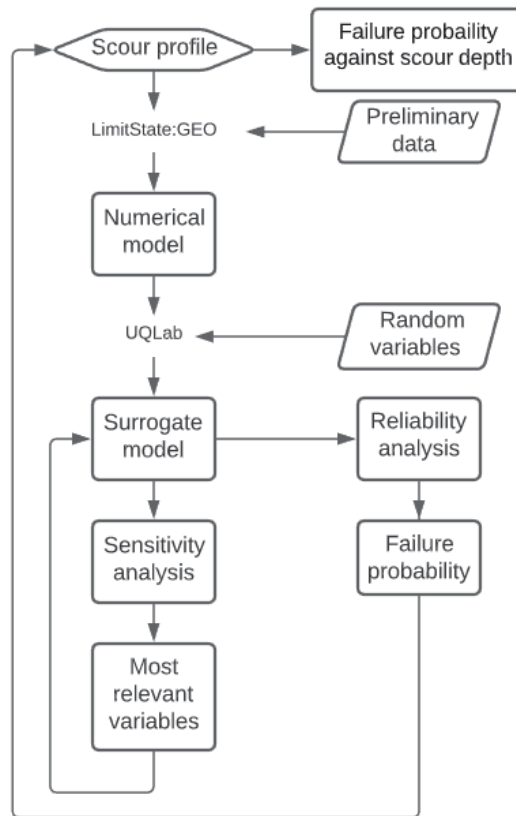 Scour profile
Failure probaility
against scour depth
LimitState:GEO
Preliminary
data
Numerical
model
UQLab
Random
variables
Surrogate
model
Reliability
analysis
Sensitivity
analysis
Failure
probability
Most
relevant
variables